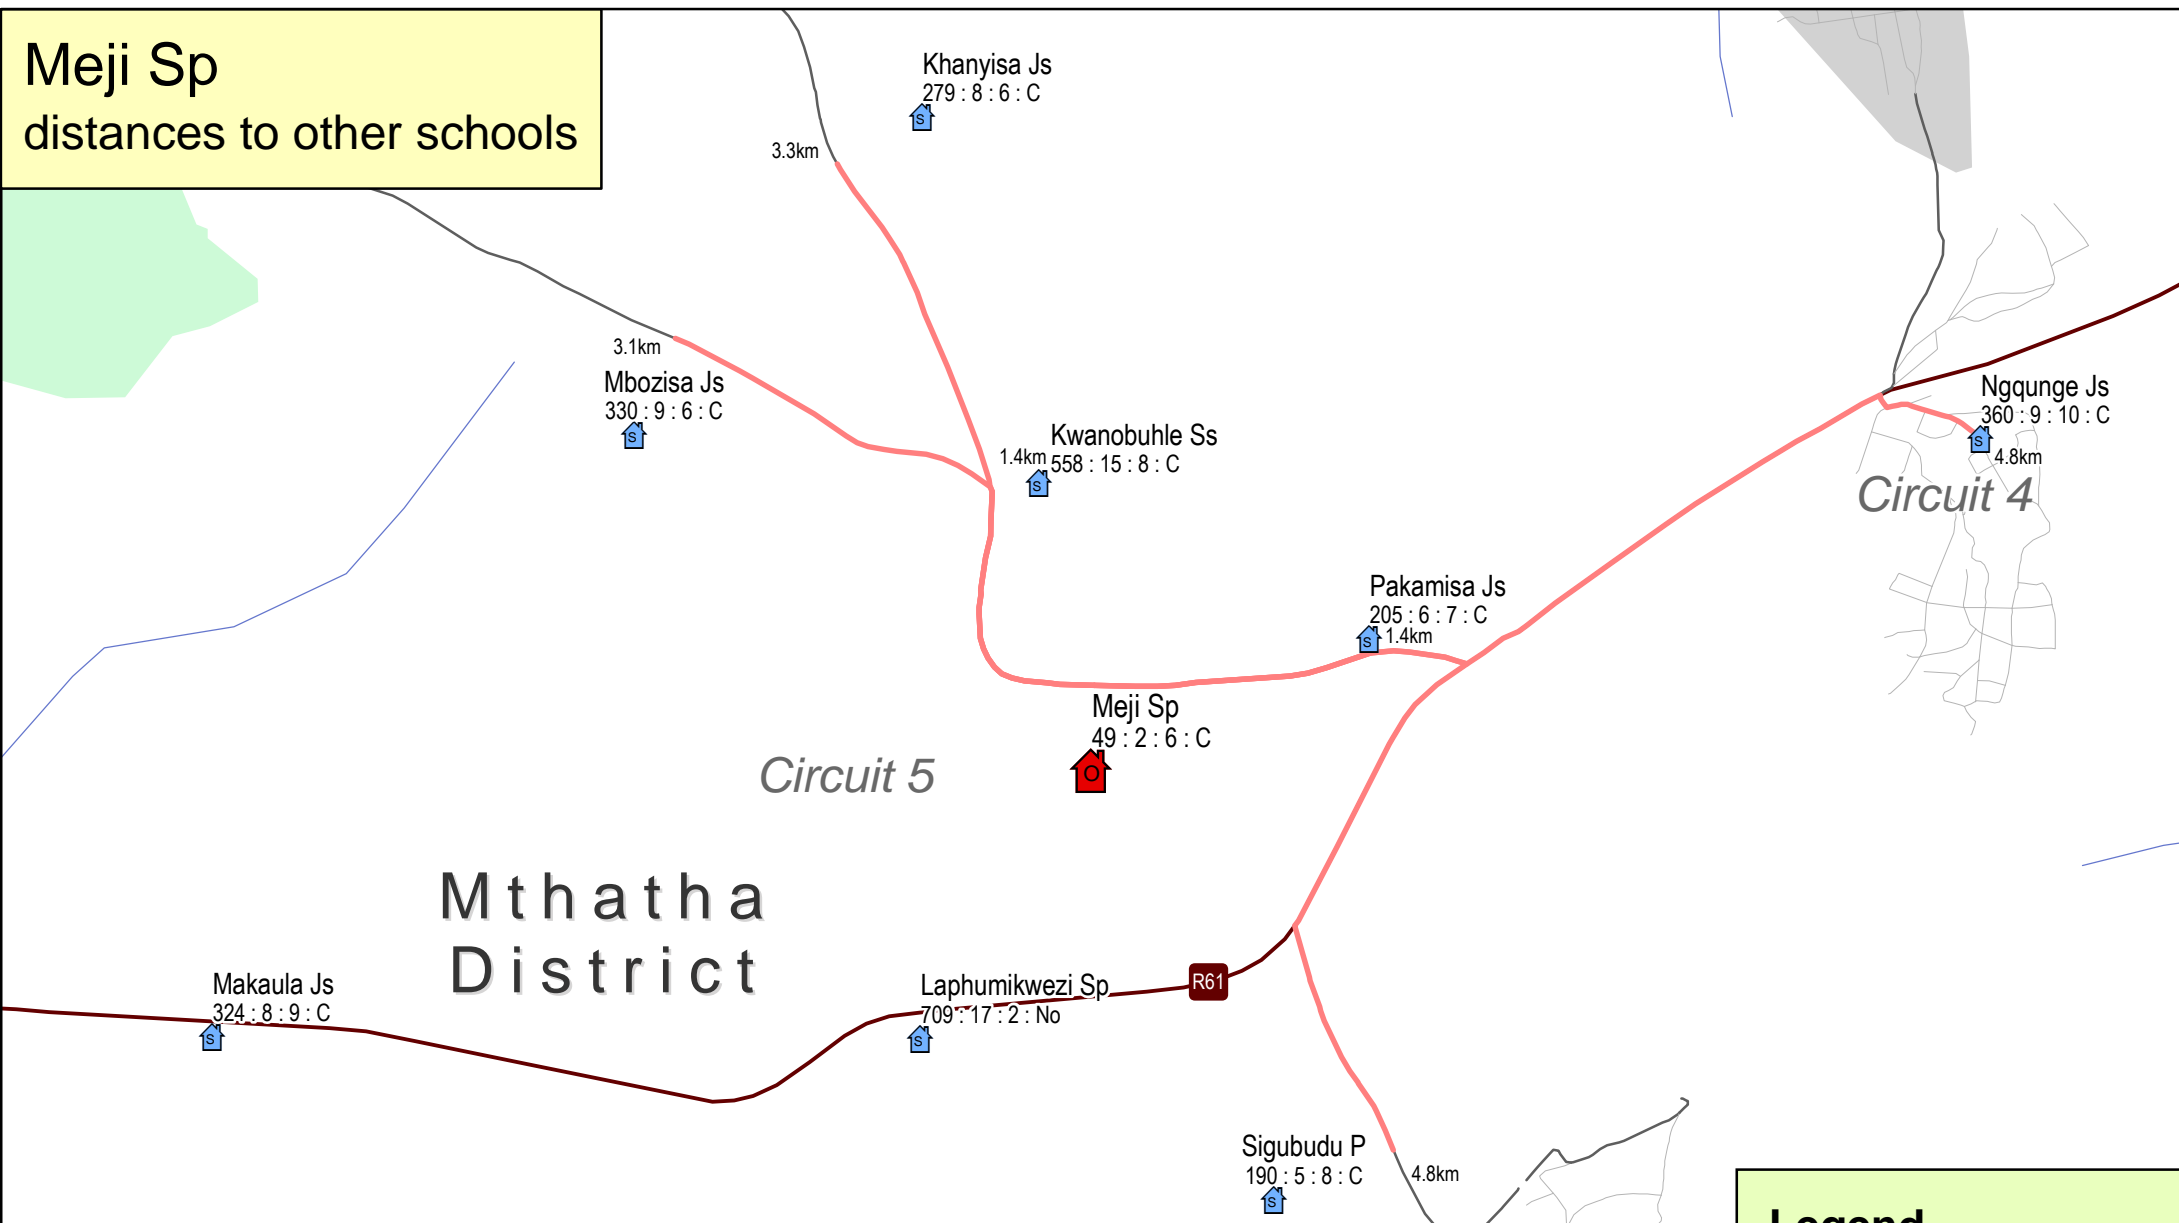 Meji Sp
distances to other schools
Khanyisa Js
279 : 8 : 6 : C
S
3.3km
3.1km
Mbozisa Js
330 : 9 : 6 : C
S
Kwanobuhle Ss
1.4km
558 : 15 : 8 : C
S
Ngqunge Js
360 : 9 : 10 : C
S
4.8km
Circuit 4
Pakamisa Js
205 : 6 : 7 : C
S
1.4km
Meji Sp
49 : 2 : 6 : C
O
Circuit 5
Mthatha
District
Makaula Js
324 : 8 : 9 : C
S
Laphumikwezi Sp
709 : 17 : 2 : No
S
R61
Sigubudu P
190 : 5 : 8 : C
S
4.8km
Legend